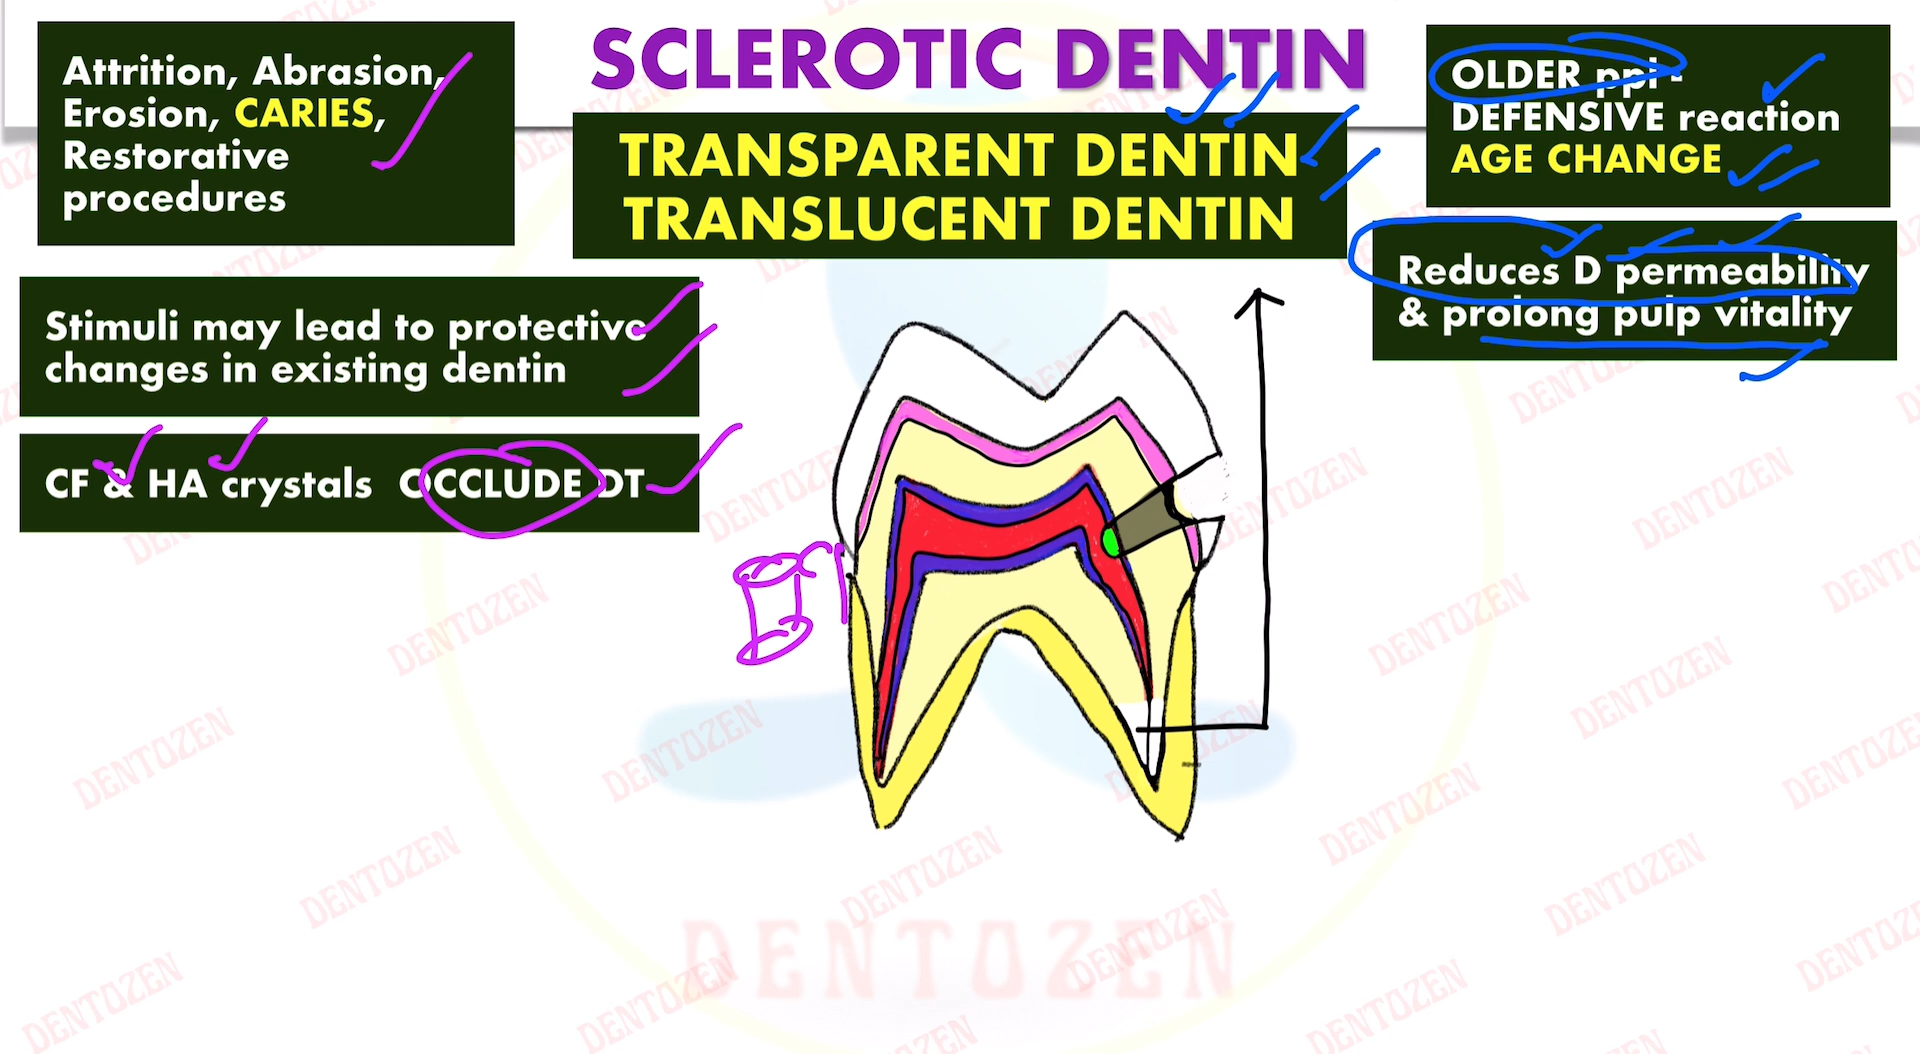 SCLEROTIC DENTIN
TRANSPARENT DENTIN
TRANSLUCENT DENTIN
Attrition, Abrasion,
Erosion, CARIES,
Restorative
procedures
Stimuli may lead to protective
changes in existing dentin
CF & HA crystals OCCLUDE DT
OLDER ppl -
DEFENSIVE reaction
AGE CHANGE
Reduces D permeability
& prolong pulp vitality
DENTOZEN